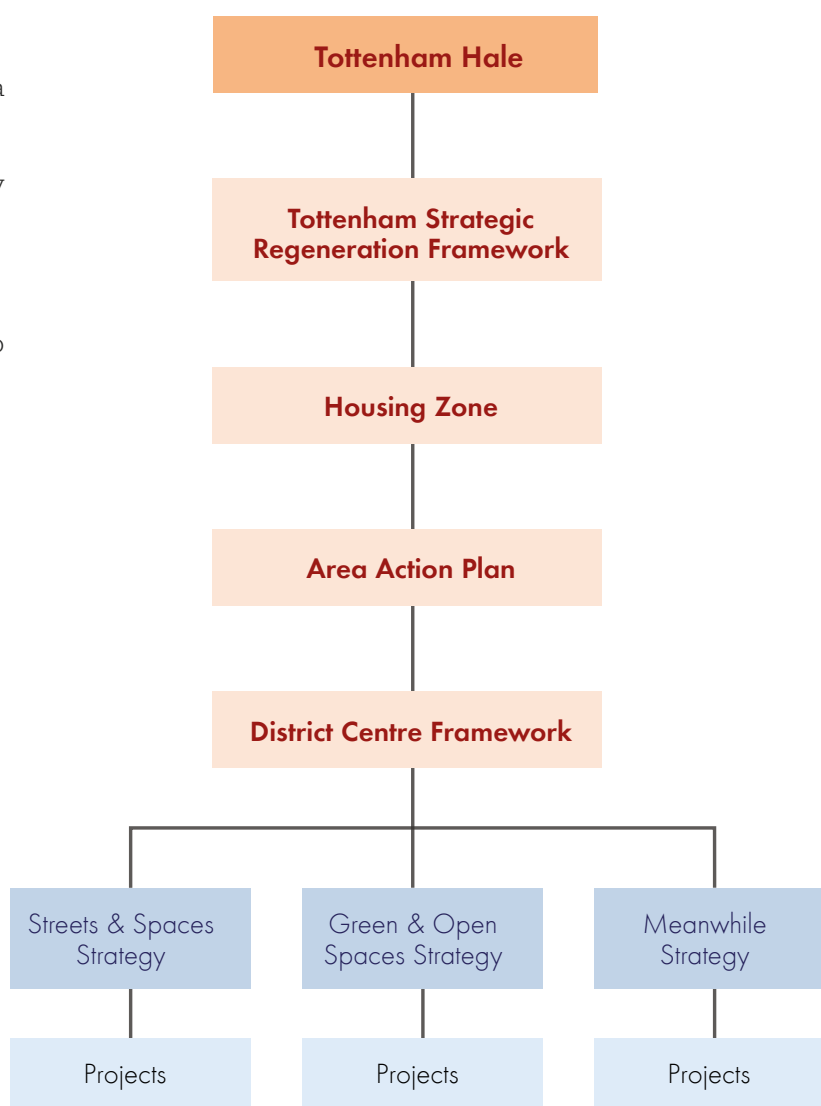 Tottenham Hale
Tottenham Strategic
Regeneration Framework
Housing Zone
Area Action Plan
District Centre Framework
Streets & Spaces
Strategy
Green & Open
Spaces Strategy
Meanwhile
Strategy
Projects
Projects
Projects